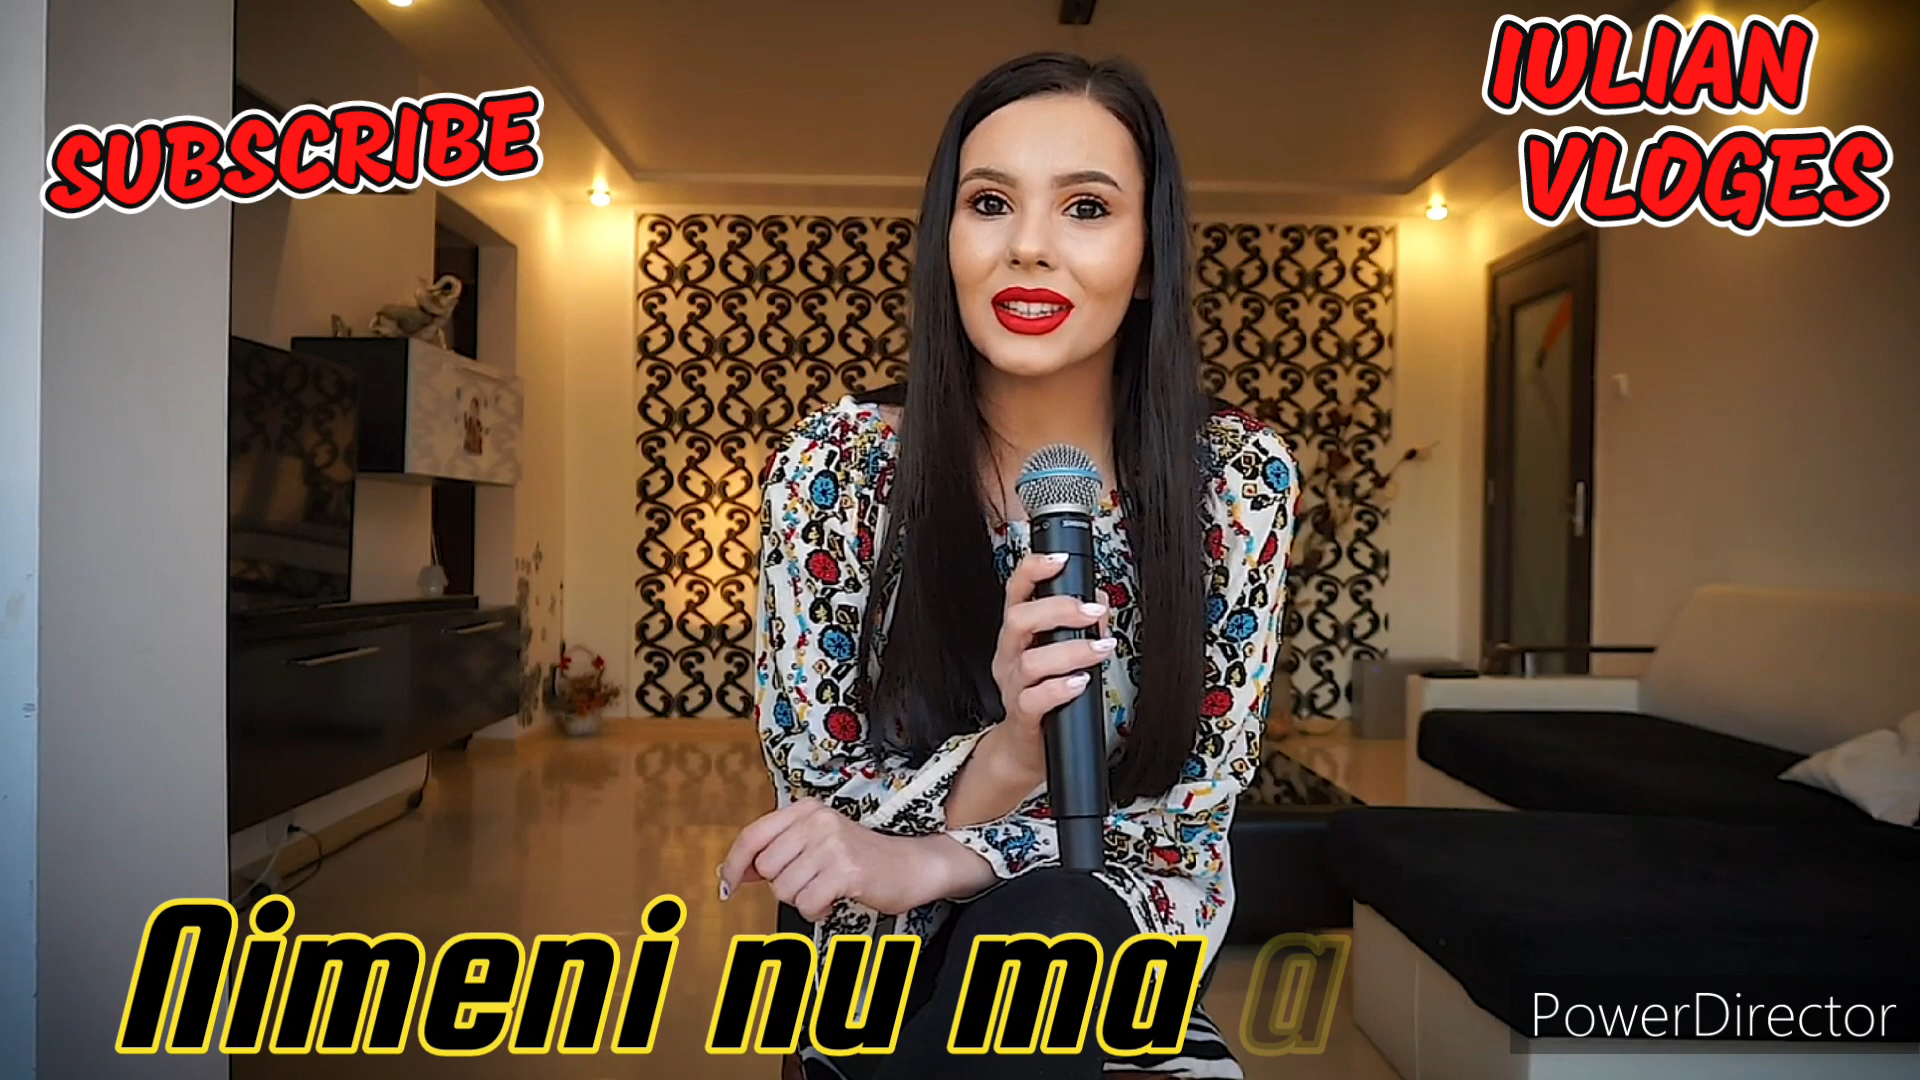 SUBSCRIBE
IULIAN
VLOGES
Nimeni nu ma a
PowerDirector